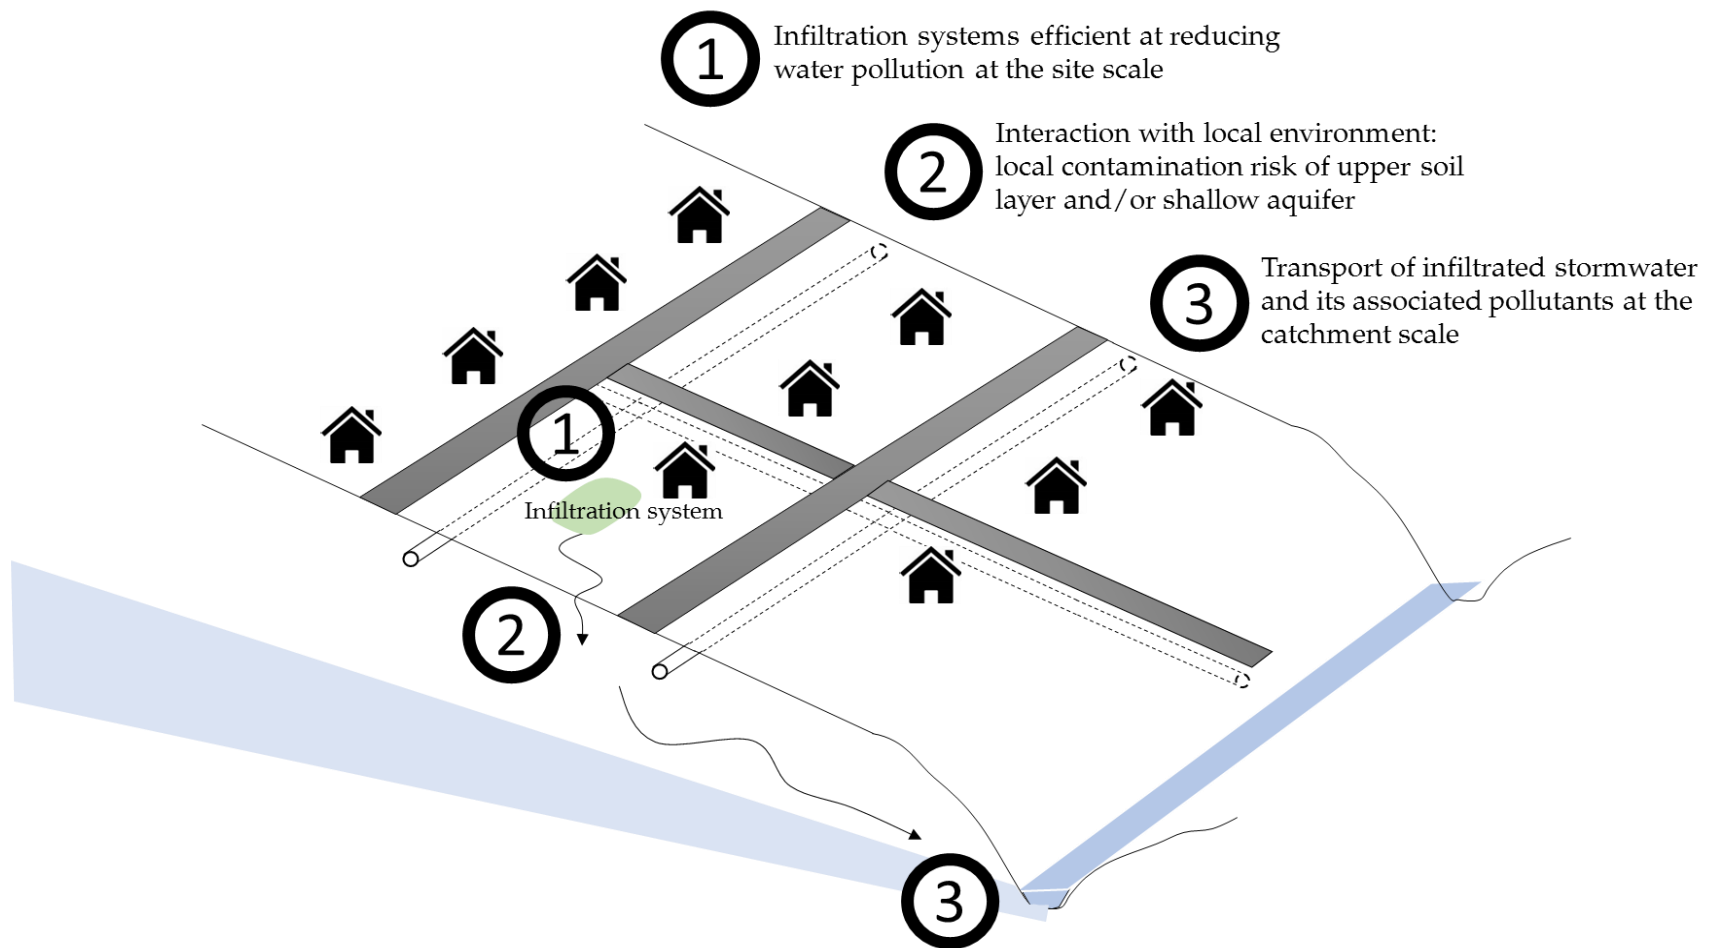 1
Infiltration systems efficient at reducing
water pollution at the site scale
2
Interaction with local environment:
local contamination risk of upper soil
layer and/or shallow aquifer
3
Transport of infiltrated stormwater
and its associated pollutants at the
catchment scale
1
Infiltration system
2
3